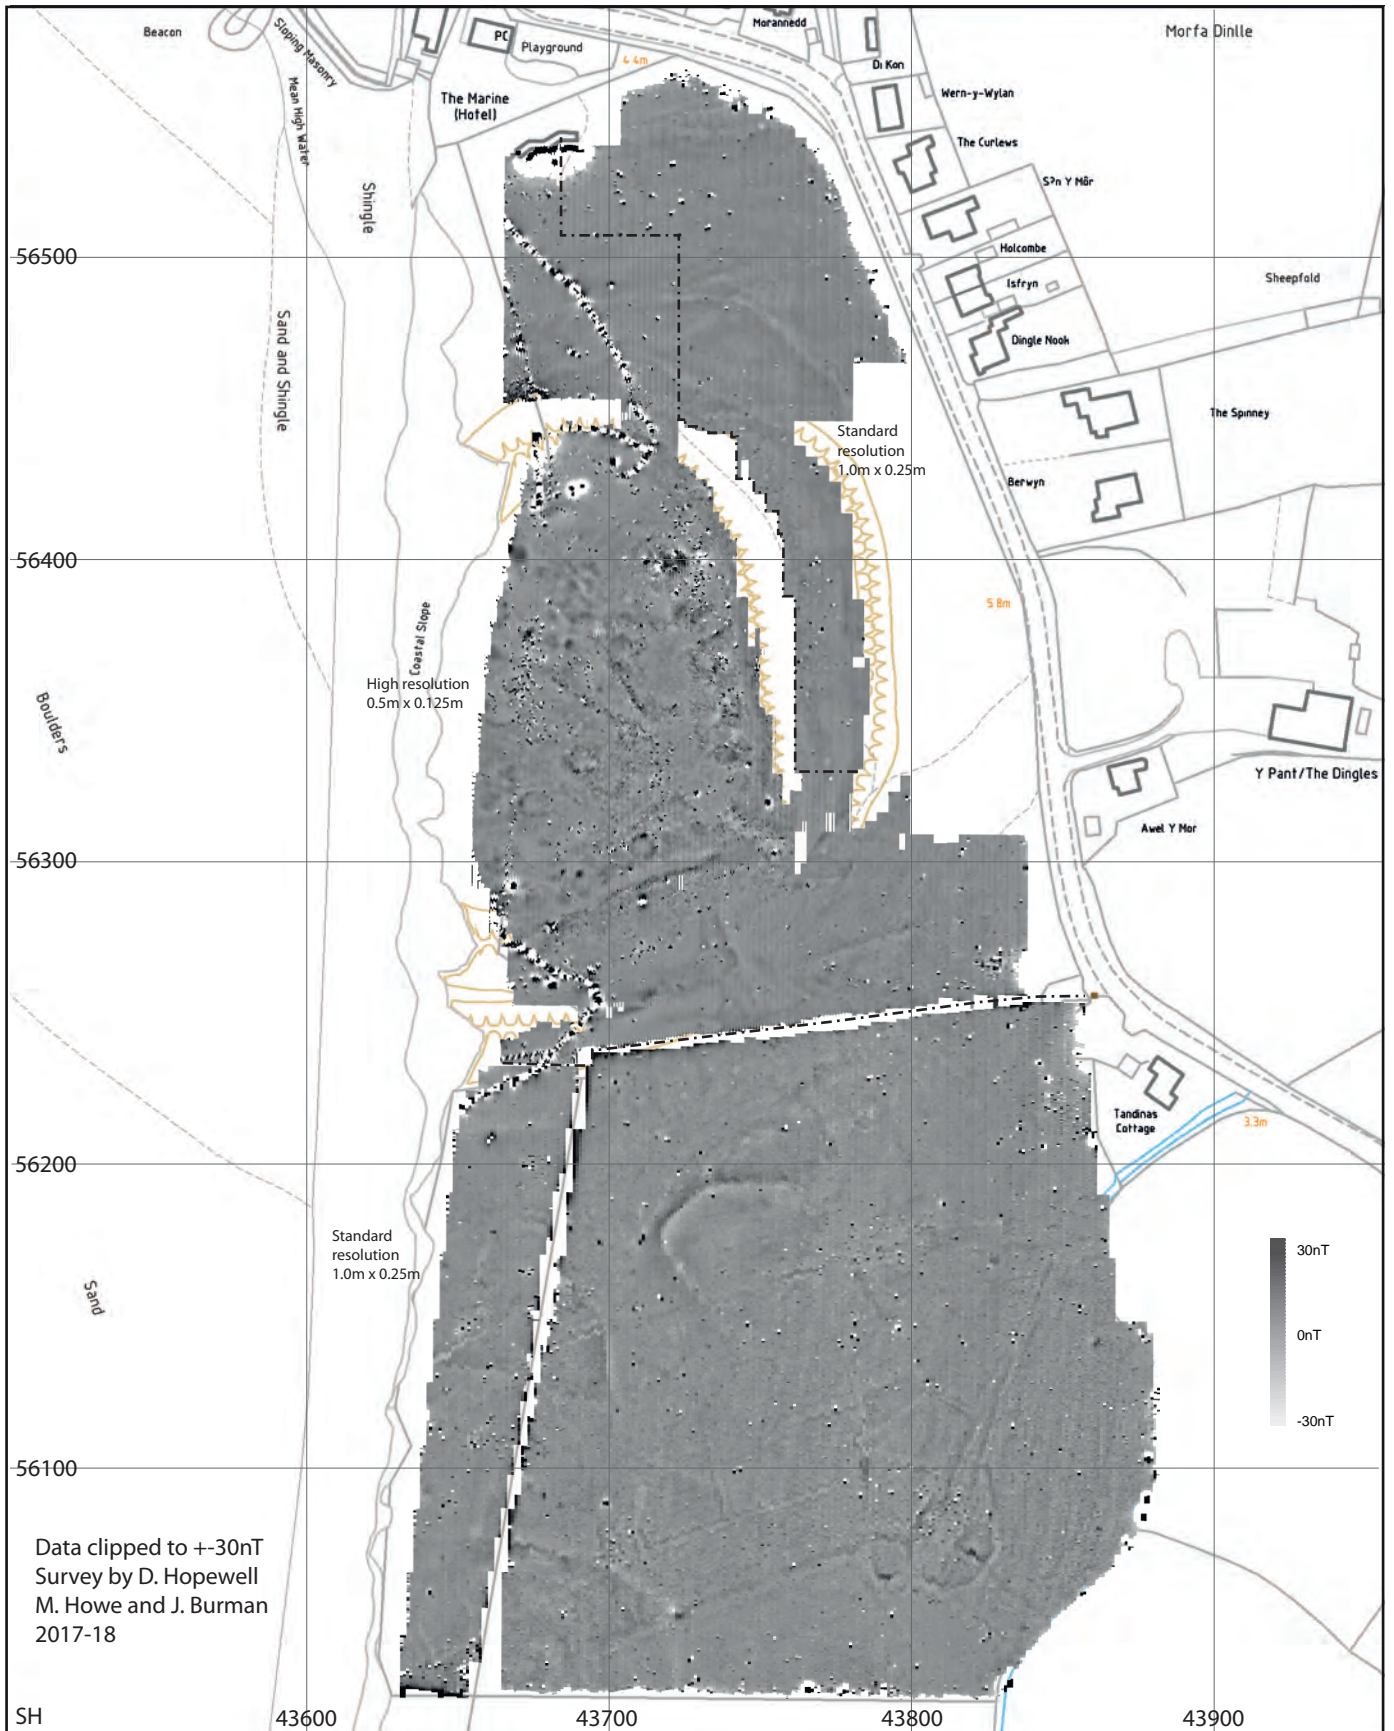 Beacon
Sloping Masonry
Mean High Water
PC
Playground
Morannedd
Morfa Dinlle
4.4m
Di Kon
The Marine
(Hotel)
Wern-y-Wylan
The Curlews
S?n Y Môr
Shingle
Holcombe
56500
Isfryn
Sheepfold
Sand and Shingle
Dingle Nook
The Spinney
Standard
resolution
1.0m x 0.25m
Berwyn
56400
5.8m
Coastal Slope
High resolution
0.5m x 0.125m
Boulders
Y Pant/The Dingles
Awel Y Mor
56300
Tandinas
Cottage
3.3m
56200
Standard
resolution
1.0m x 0.25m
Sand
30nT
0nT
-30nT
56100
Data clipped to +-30nT
Survey by D. Hopewell
M. Howe and J. Burman
2017-18
SH
43600
43700
43800
43900